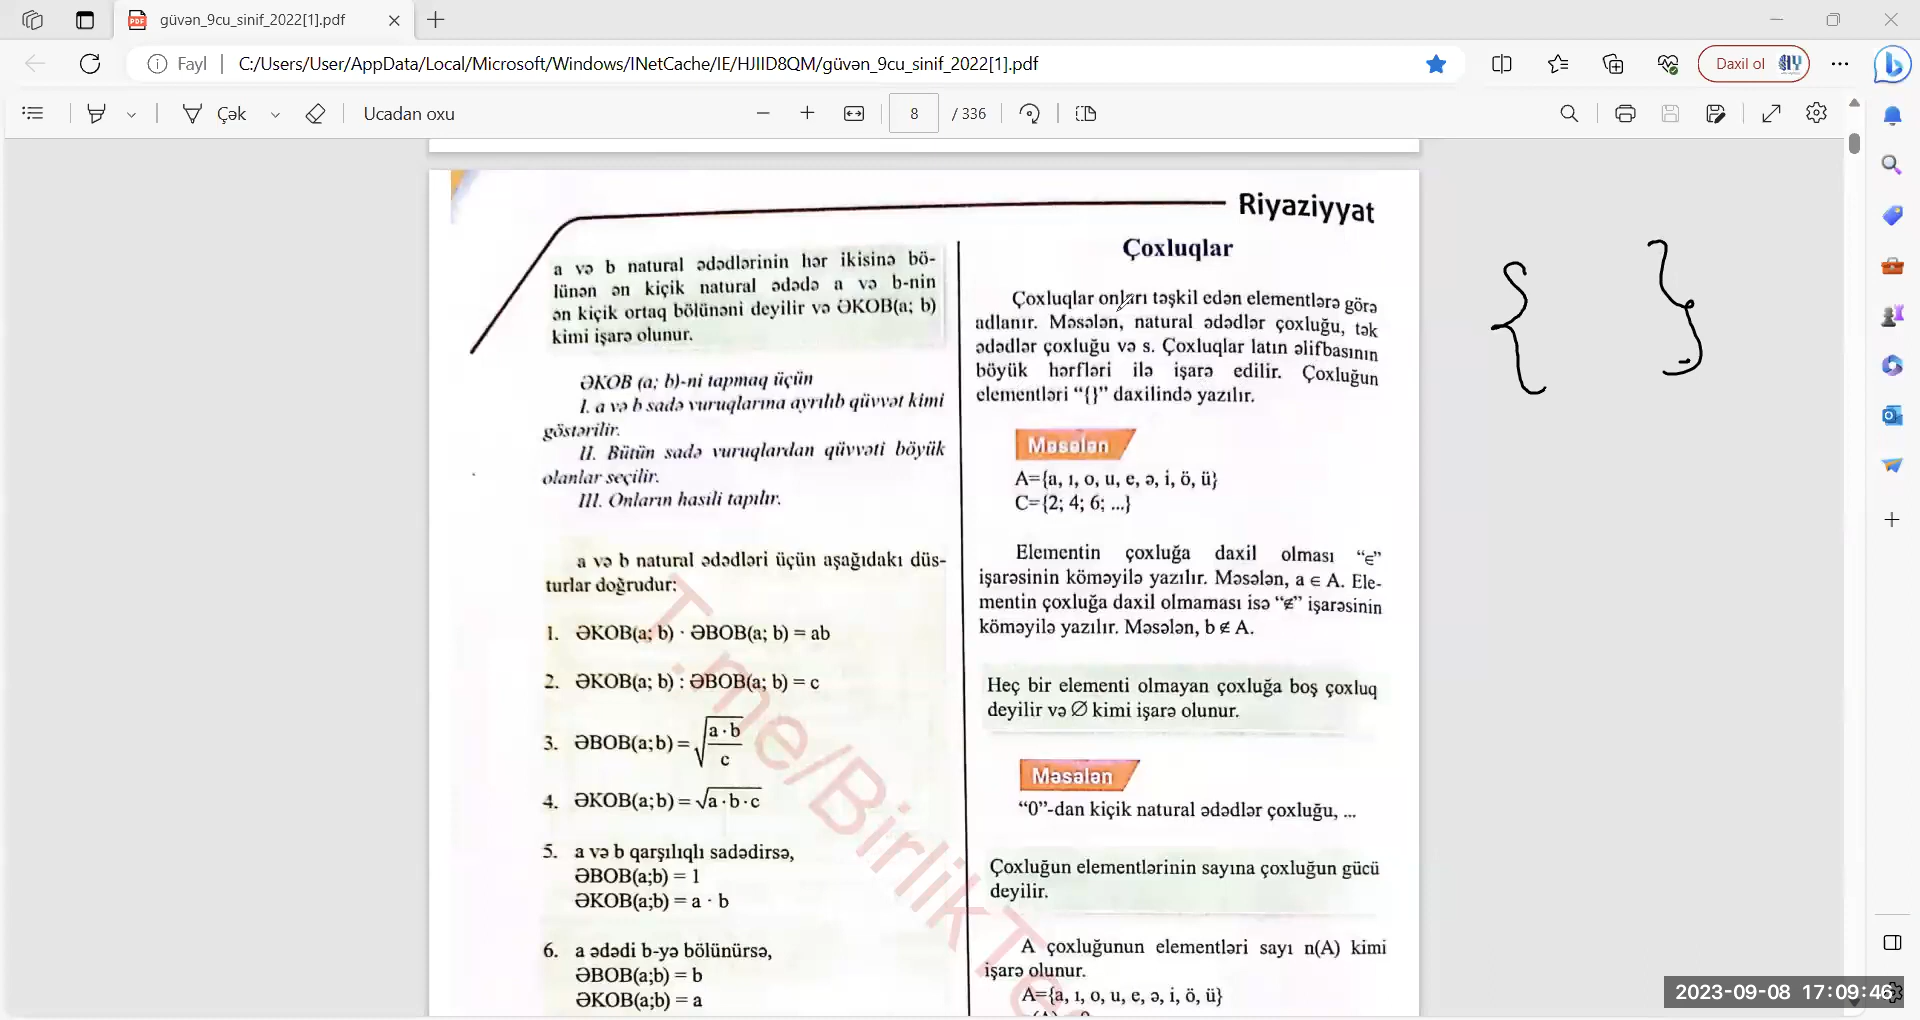 güvən_9cu_sinif_2022[1].pdf
Fayl
C:/Users/User/AppData/Local/Microsoft/Windows/INetCache/IE/HJIID8QM/güvən_9cu_sinif_2022[1].pdf
Daxil ol
Çək
Ucadan oxu
8 / 336
Riyaziyyat
a və b natural ədədlərinin hər ikisinə bö-
lünən ən kiçik natural ədədə a və b-nin
ən kiçik ortaq bölünəni deyilir və ƏKOB(a; b)
kimi işarə olunur.
ƏKOB (a; b)-ni tapmaq üçün
I. a və b sadə vuruqlarına ayrılıb qüvvət kimi
göstərilir.
II. Bütün sadə vuruqlardan qüvvəti böyük
olanlar seçilir.
III. Onların hasili tapılır.
a və b natural ədədləri üçün aşağıdakı düs-
turlar doğrudur:
1. ƏKOB(a; b) · ƏBOB(a; b) = ab
2. ƏKOB(a; b) : ƏBOB(a; b) = c
3. ƏBOB(a;b) = √(a · b / c)
4. ƏKOB(a;b) = √(a · b · c)
5. a və b qarşılıqlı sadədirsə,
ƏBOB(a;b) = 1
ƏKOB(a;b) = a · b
6. a ədədi b-yə bölünürsə,
ƏBOB(a;b) = b
ƏKOB(a;b) = a
Çoxluqlar
Çoxluqlar onları təşkil edən elementlərə görə
adlanır. Məsələn, natural ədədlər çoxluğu, tək
ədədlər çoxluğu və s. Çoxluqlar latın əlifbasının
böyük hərfləri ilə işarə edilir. Çoxluğun
elementləri “{}” daxilində yazılır.
Məsələn
A={a, ı, o, u, e, ə, i, ö, ü}
C={2; 4; 6; ...}
Elementin çoxluğa daxil olması “∈”
işarəsinin köməyilə yazılır. Məsələn, a ∈ A. Ele-
mentin çoxluğa daxil olmaması isə “∉” işarəsinin
köməyilə yazılır. Məsələn, b ∉ A.
Heç bir elementi olmayan çoxluğa boş çoxluq
deyilir və ∅ kimi işarə olunur.
Məsələn
“0”-dan kiçik natural ədədlər çoxluğu, ...
Çoxluğun elementlərinin sayına çoxluğun gücü
deyilir.
A çoxluğunun elementləri sayı n(A) kimi
işarə olunur.
A={a, ı, o, u, e, ə, i, ö, ü}
{ }
2023-09-08 17:09:46